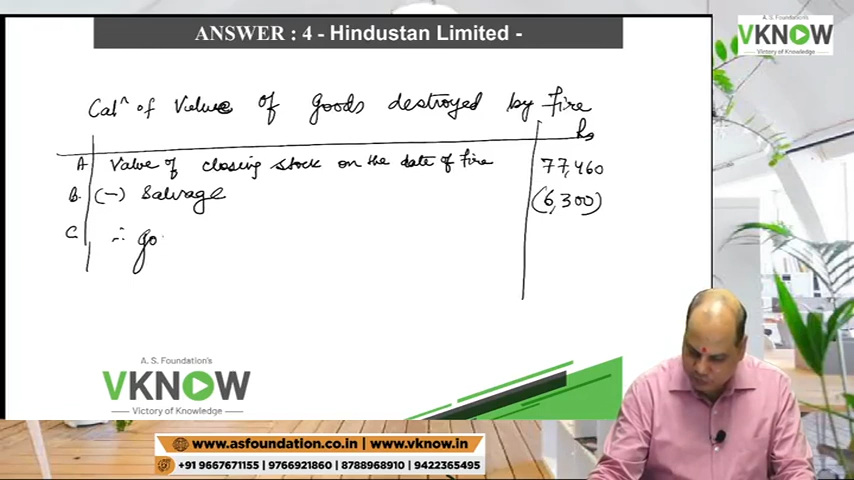 ANSWER : 4 - Hindustan Limited -
A. S. Foundation's
VKNOW
Victory of Knowledge
Calⁿ of Value of Goods destroyed by fire
Rs
A Value of closing stock on the date of fire 77,460
B. (-) Salvage (6,300)
C. ∴ go
A. S. Foundation's
VKNOW
- Victory of Knowledge -
www.asfoundation.co.in | www.vknow.in
+91 9667671155 | 9766921860 | 8788968910 | 9422365495